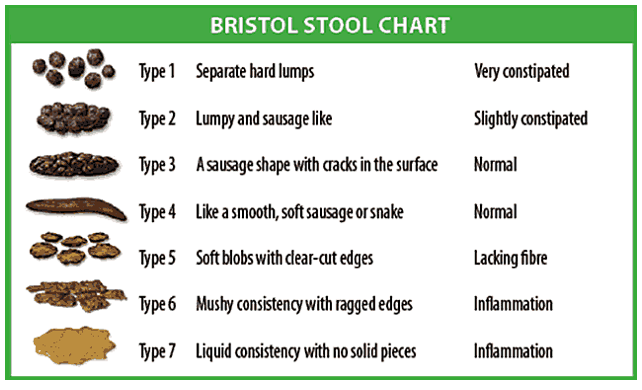 BRISTOL STOOL CHART
Type 1 Separate hard lumps Very constipated
Type 2 Lumpy and sausage like Slightly constipated
Type 3 A sausage shape with cracks in the surface Normal
Type 4 Like a smooth, soft sausage or snake Normal
Type 5 Soft blobs with clear-cut edges Lacking fibre
Type 6 Mushy consistency with ragged edges Inflammation
Type 7 Liquid consistency with no solid pieces Inflammation